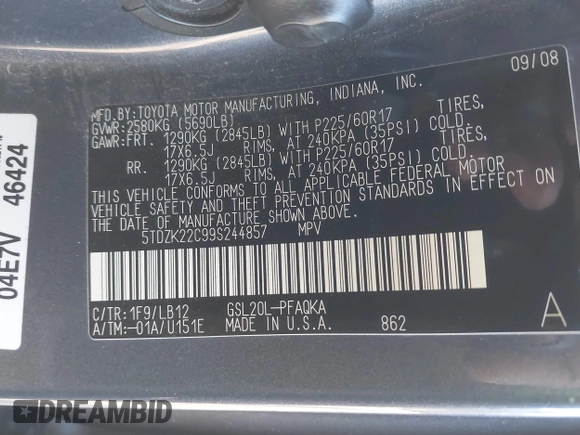 09/08
MFD.BY:TOYOTA MOTOR MANUFACTURING, INDIANA, INC.
GVWR:2580KG (5690LB)
GAWR:FRT. 1290KG (2845LB) WITH P225/60R17 TIRES,
17X6.5J RIMS, AT 240KPA (35PSI) COLD.
RR. 1290KG (2845LB) WITH P225/60R17 TIRES,
17X6.5J RIMS, AT 240KPA (35PSI) COLD.
THIS VEHICLE CONFORMS TO ALL APPLICABLE FEDERAL MOTOR
VEHICLE SAFETY AND THEFT PREVENTION STANDARDS IN EFFECT ON
THE DATE OF MANUFACTURE SHOWN ABOVE.
5TDZK22C99S244857 MPV
C/TR:1F9/LB12 GSL20L-PFAQKA
A/TM:-01A/U151E MADE IN U.S.A. 862 A
04E7V 46424
DREAMBID